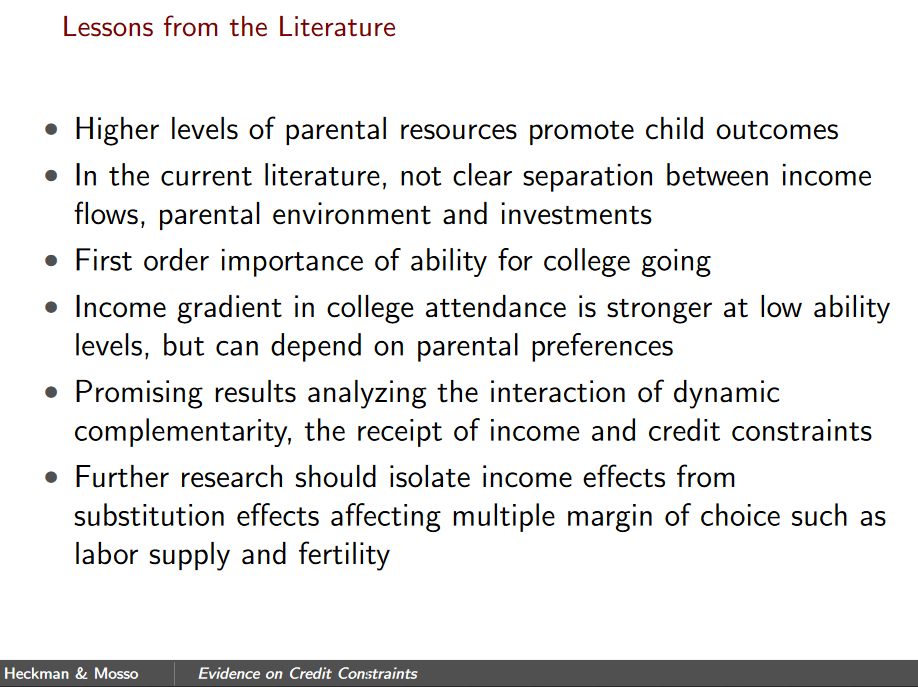 Lessons from the Literature
• Higher levels of parental resources promote child outcomes
• In the current literature, not clear separation between income
flows, parental environment and investments
• First order importance of ability for college going
• Income gradient in college attendance is stronger at low ability
levels, but can depend on parental preferences
• Promising results analyzing the interaction of dynamic
complementarity, the receipt of income and credit constraints
• Further research should isolate income effects from
substitution effects affecting multiple margin of choice such as
labor supply and fertility
Heckman & Mosso Evidence on Credit Constraints